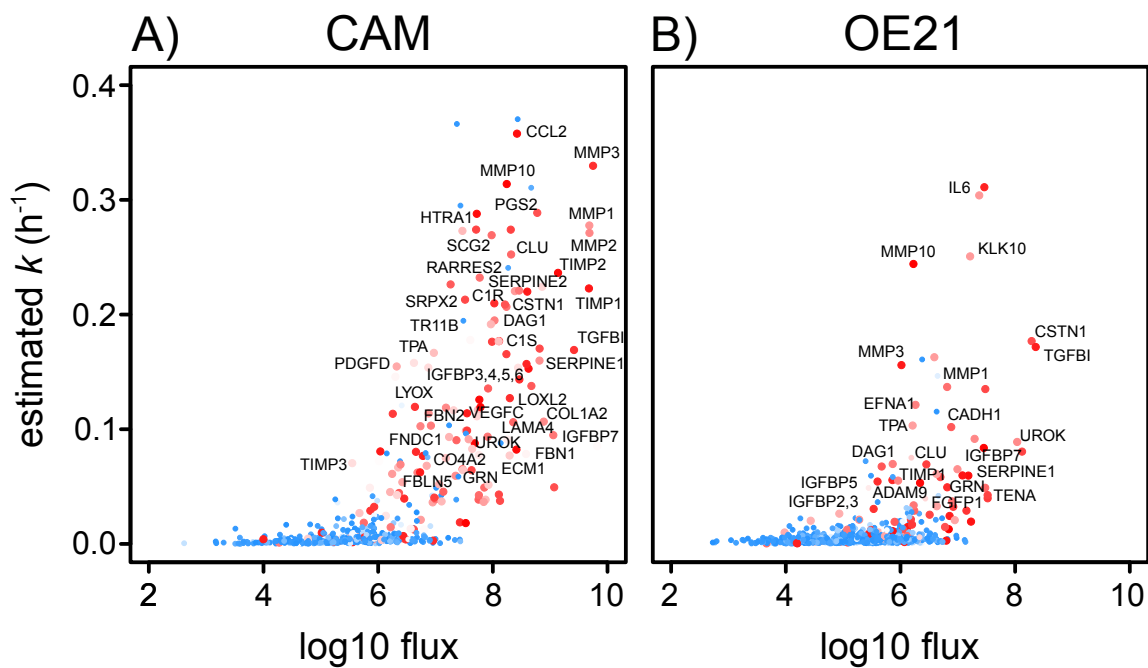 A) CAM
B) OE21
estimated k (h⁻¹)
0.4
0.3
0.2
0.1
0.0
CCL2
MMP3
MMP10
PGS2
MMP1
HTRA1
MMP2
SCG2
CLU
TIMP2
RARRES2
SERPINE2
C1R
TIMP1
SRPX2
CSTN1
TR11B
DAG1
TPA
C1S
TGFBI
PDGFD
SERPINE1
IGFBP3,4,5,6
LYOX
LOXL2
FBN2
VEGFC
COL1A2
LAMA4
FNDC1
UROK
IGFBP7
FBN1
TIMP3
CO4A2
ECM1
FBLN5
GRN
2 4 6 8 10
log10 flux
IL6
MMP10
KLK10
CSTN1
MMP3
TGFBI
MMP1
EFNA1
TPA
CADH1
UROK
DAG1
CLU
IGFBP7
IGFBP5
TIMP1
SERPINE1
IGFBP2,3
ADAM9
GRN
FGFP1
TENA
2 4 6 8 10
log10 flux